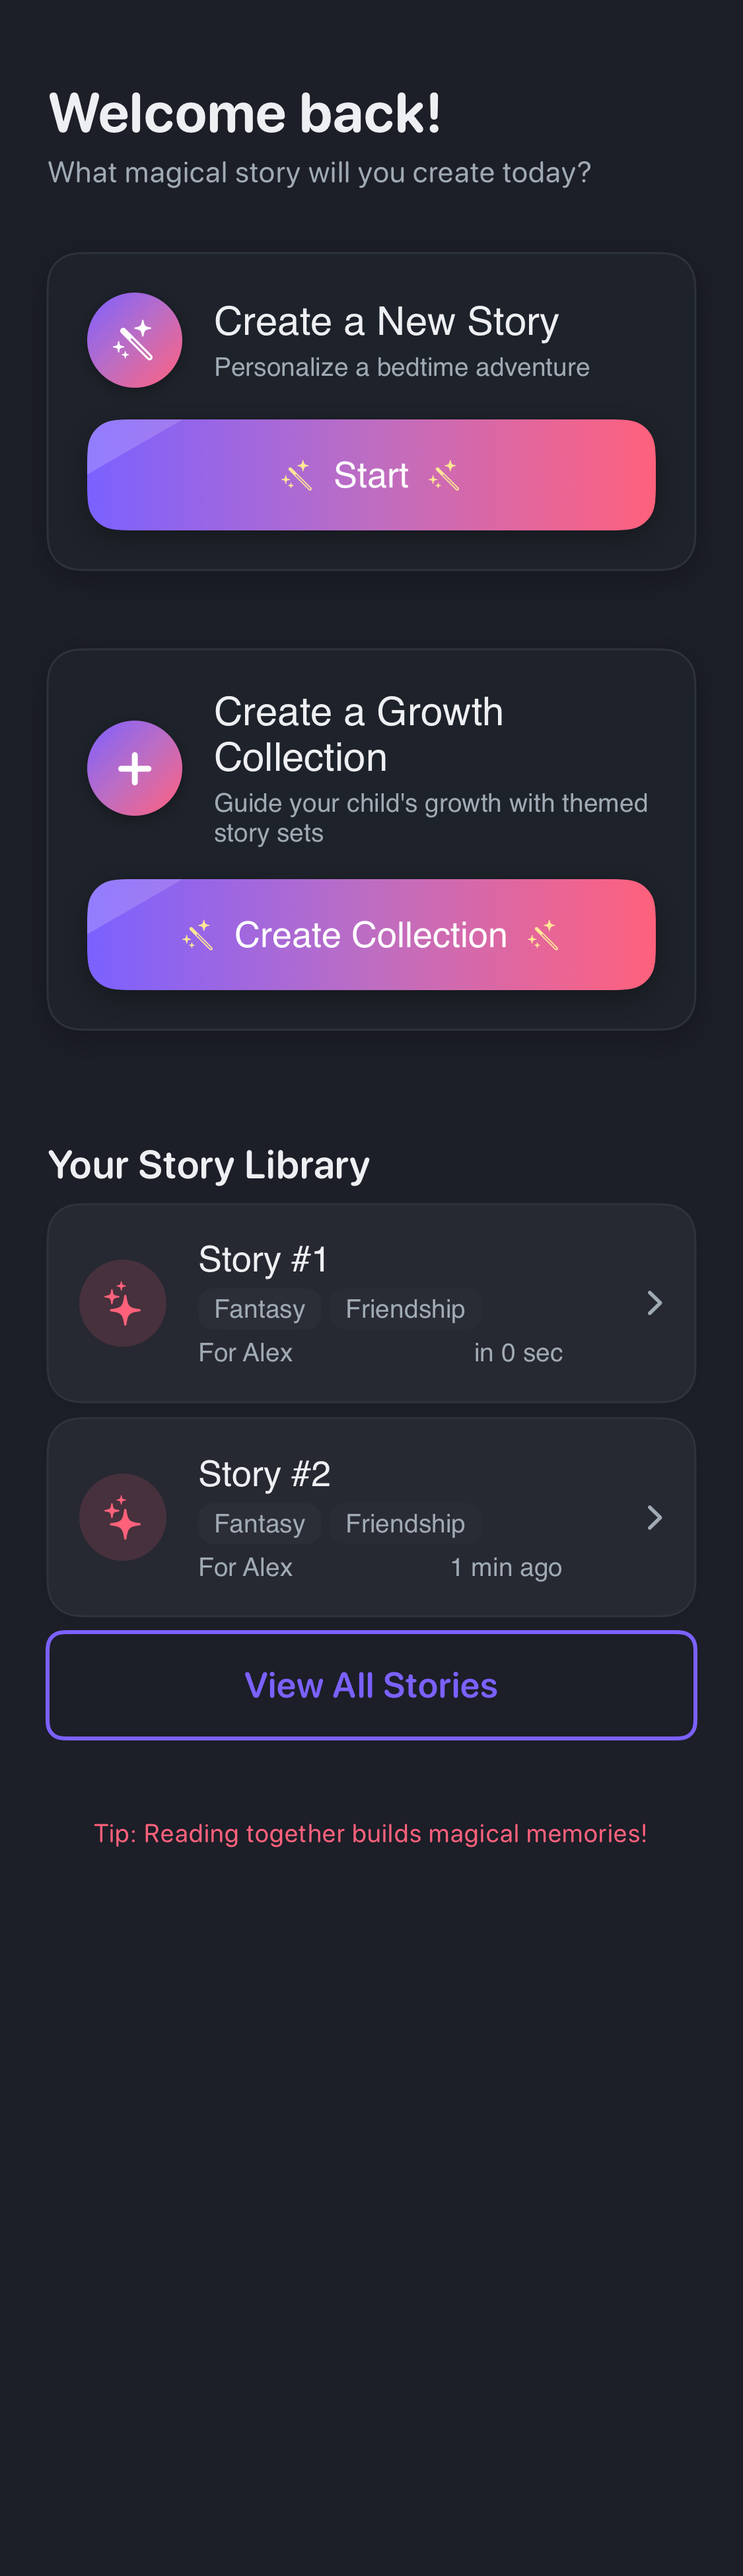 Welcome back!
What magical story will you create today?
Create a New Story
Personalize a bedtime adventure
Start
Create a Growth
Collection
Guide your child's growth with themed
story sets
Create Collection
Your Story Library
Story #1
Fantasy Friendship
For Alex in 0 sec
Story #2
Fantasy Friendship
For Alex 1 min ago
View All Stories
Tip: Reading together builds magical memories!